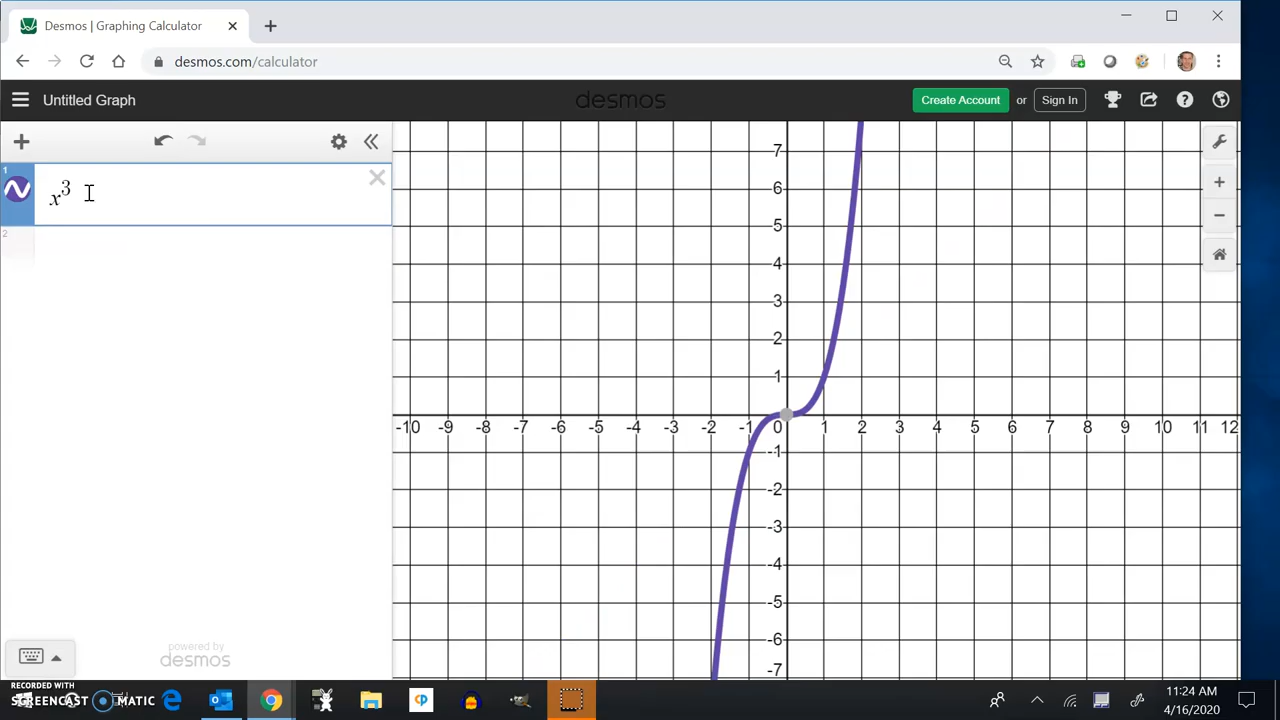 Desmos | Graphing Calculator
desmos.com/calculator
Untitled Graph
desmos
Create Account or Sign In
1
x³
2
7
6
5
4
3
2
1
-10 -9 -8 -7 -6 -5 -4 -3 -2 -1 0 1 2 3 4 5 6 7 8 9 10 11 12
-1
-2
-3
-4
-5
-6
-7
powered by
desmos
RECORDED WITH
SCREENCAST MATIC
11:24 AM
4/16/2020